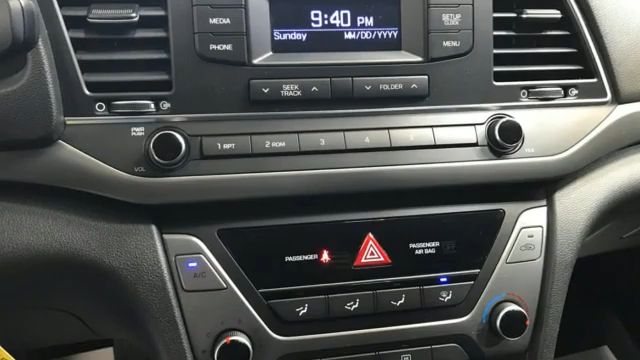 MEDIA
PHONE
9:40 PM
Sunday MM/DD/YYYY
SETUP
CLOCK
MENU
SEEK
TRACK
FOLDER
PWR
PUSH
VOL
1 RPT 2 RDM 3 4 5
PASSENGER
PASSENGER
AIR BAG
A/C